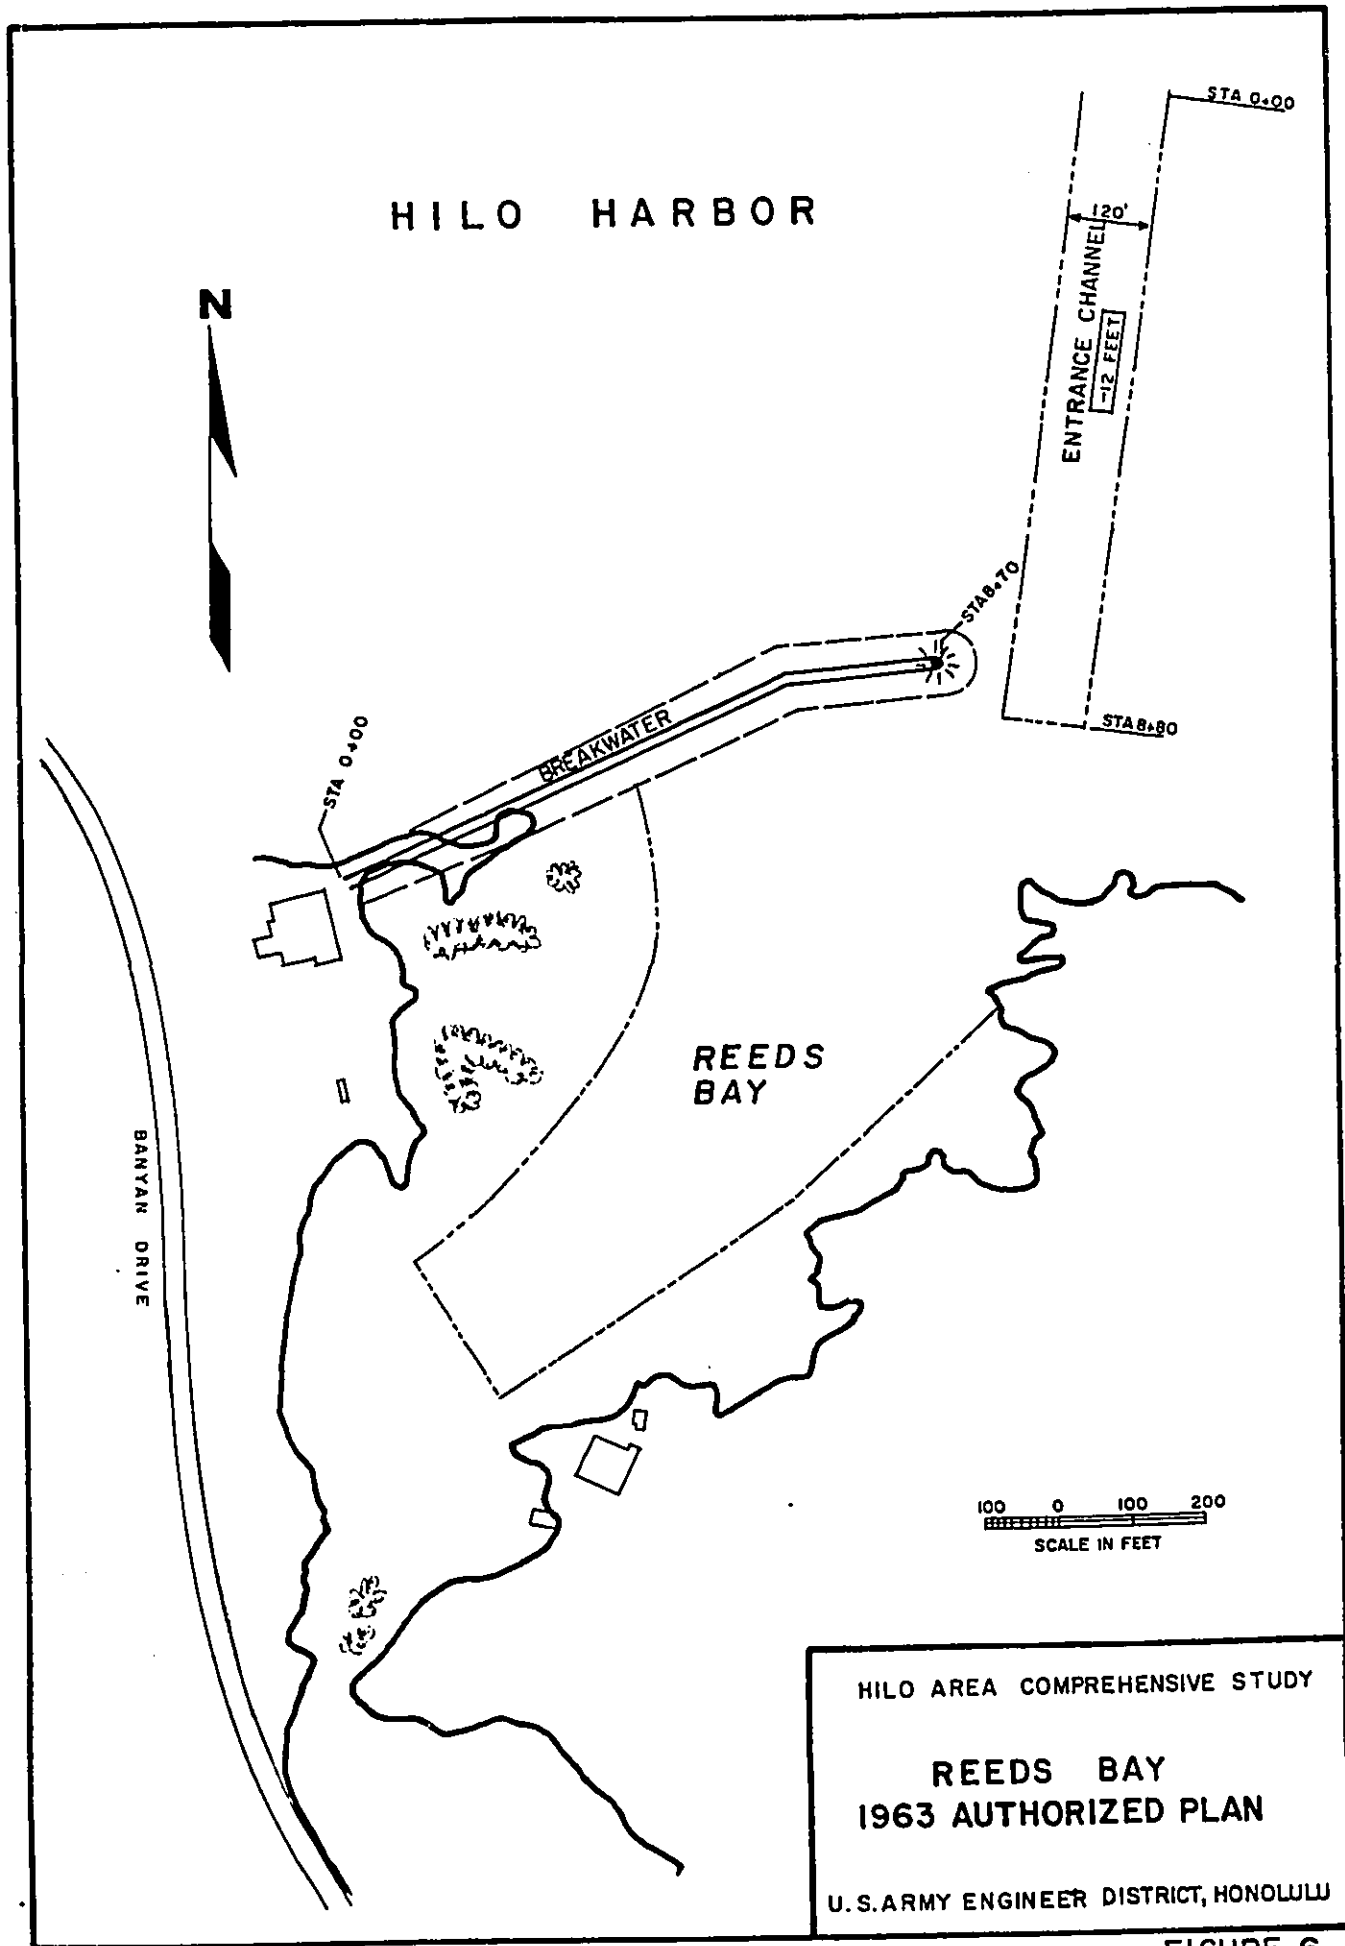 STA 0+00
HILO HARBOR
120'
N
ENTRANCE CHANNEL
-12 FEET
STA 8+70
STA 0+00
BREAKWATER
STA 8+80
REEDS
BAY
BANYAN DRIVE
100 0 100 200
SCALE IN FEET
HILO AREA COMPREHENSIVE STUDY
REEDS BAY
1963 AUTHORIZED PLAN
U.S. ARMY ENGINEER DISTRICT, HONOLULU
FIGURE